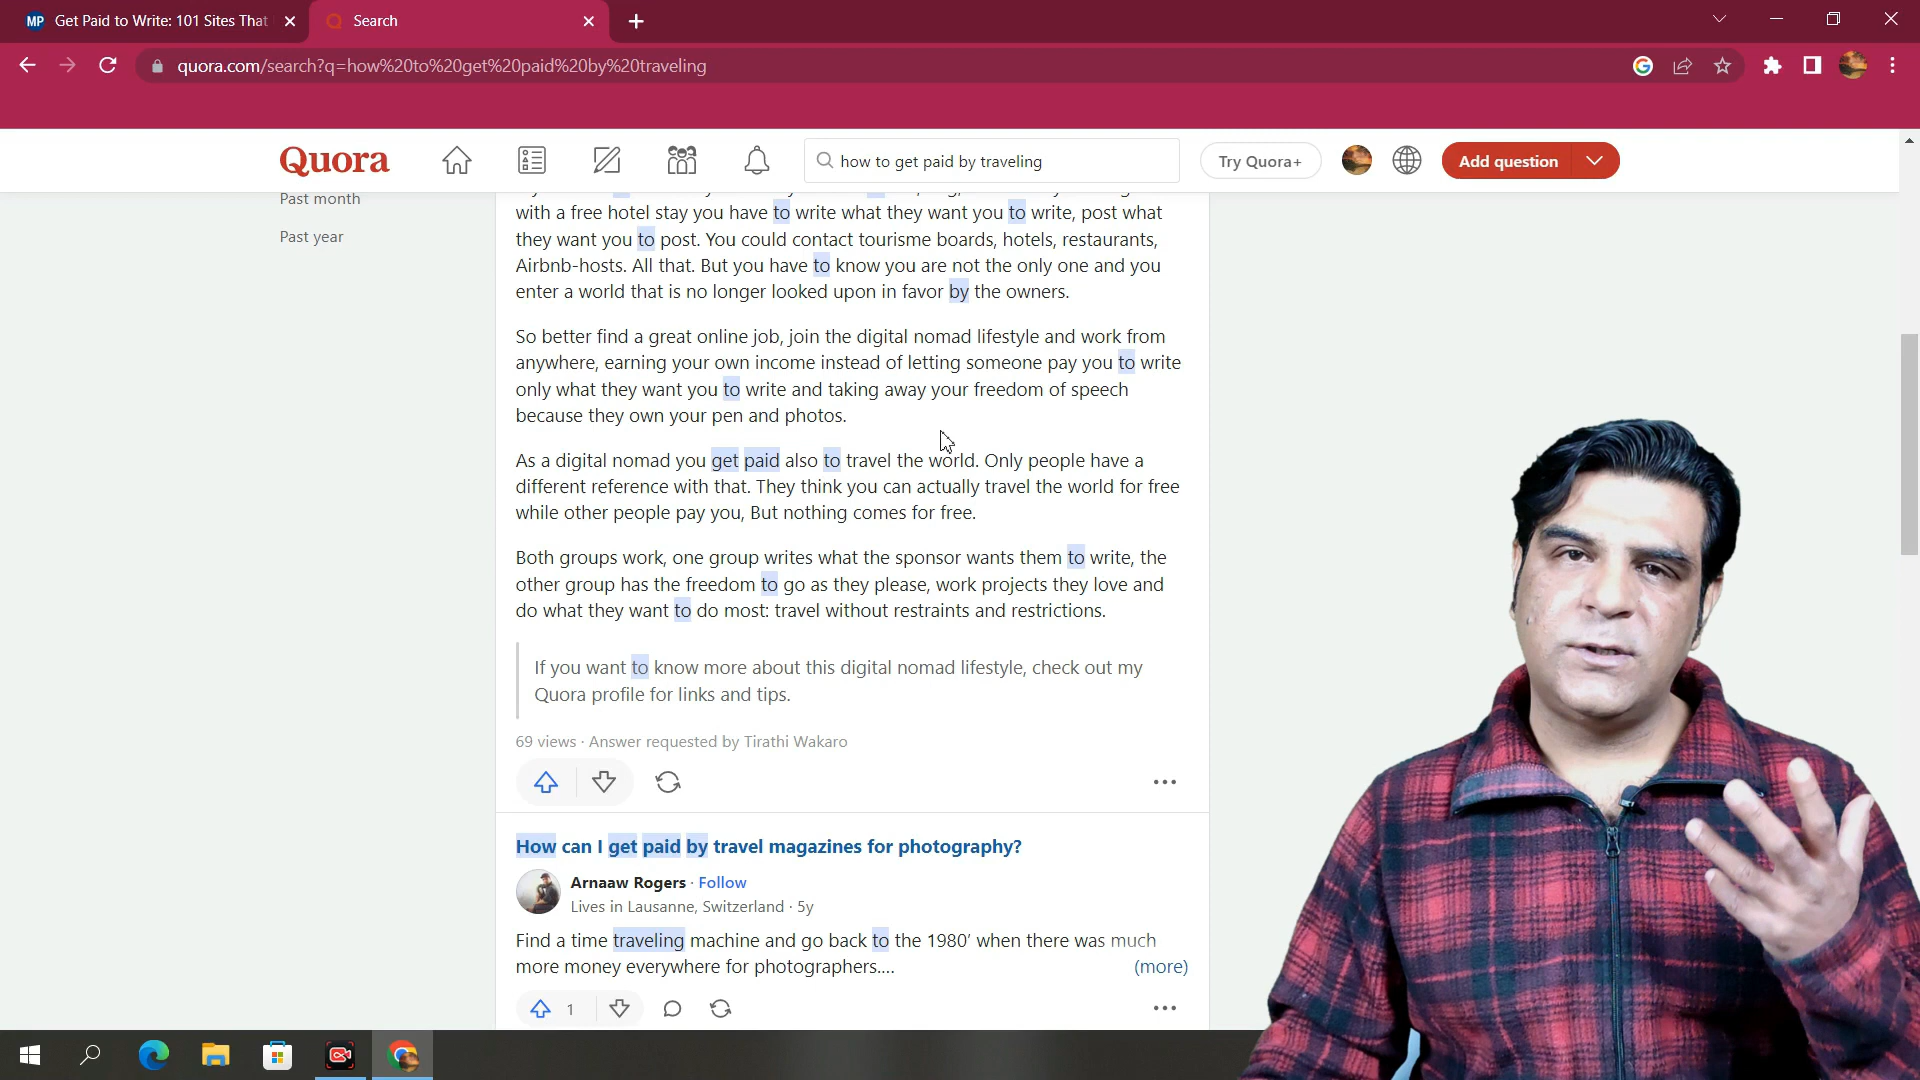 MP Get Paid to Write: 101 Sites That
Search
quora.com/search?q=how%20to%20get%20paid%20by%20traveling
Quora
how to get paid by traveling
Try Quora+
Add question
Past month
Past year
with a free hotel stay you have to write what they want you to write, post what
they want you to post. You could contact tourisme boards, hotels, restaurants,
Airbnb-hosts. All that. But you have to know you are not the only one and you
enter a world that is no longer looked upon in favor by the owners.
So better find a great online job, join the digital nomad lifestyle and work from
anywhere, earning your own income instead of letting someone pay you to write
only what they want you to write and taking away your freedom of speech
because they own your pen and photos.
As a digital nomad you get paid also to travel the world. Only people have a
different reference with that. They think you can actually travel the world for free
while other people pay you, But nothing comes for free.
Both groups work, one group writes what the sponsor wants them to write, the
other group has the freedom to go as they please, work projects they love and
do what they want to do most: travel without restraints and restrictions.
If you want to know more about this digital nomad lifestyle, check out my
Quora profile for links and tips.
69 views · Answer requested by Tirathi Wakaro
How can I get paid by travel magazines for photography?
Arnaaw Rogers · Follow
Lives in Lausanne, Switzerland · 5y
Find a time traveling machine and go back to the 1980' when there was much
more money everywhere for photographers.... (more)
1